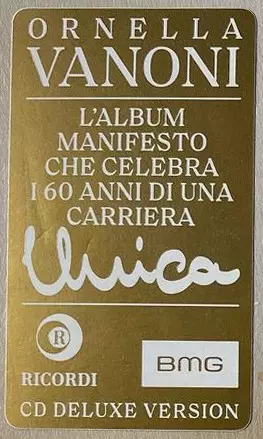 ORNELLA
VANONI
L'ALBUM
MANIFESTO
CHE CELEBRA
I 60 ANNI DI UNA
CARRIERA
Unica
R
RICORDI
BMG
CD DELUXE VERSION